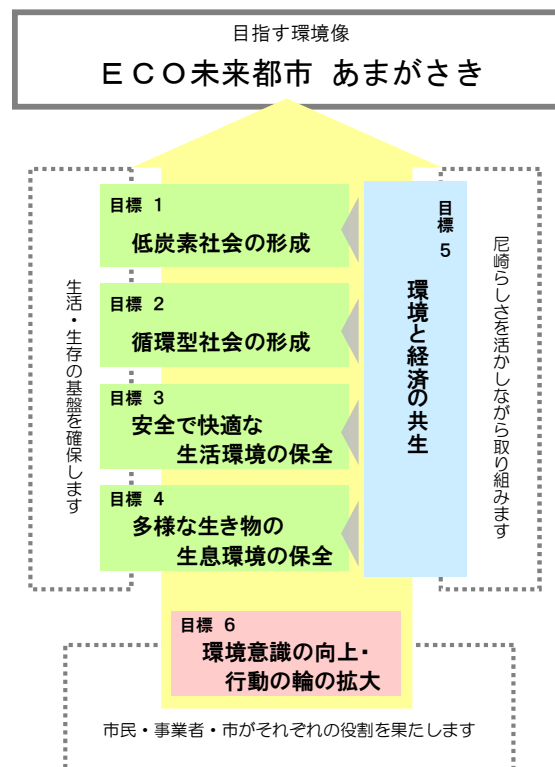 目指す環境像
ECO未来都市 あまがさき
目標 1
低炭素社会の形成
目標 2
循環型社会の形成
目標 3
安全で快適な
生活環境の保全
目標 4
多様な生き物の
生息環境の保全
目標 5
環境と経済の共生
生活・生存の基盤を確保します
尼崎らしさを活かしながら取り組みます
目標 6
環境意識の向上・
行動の輪の拡大
市民・事業者・市がそれぞれの役割を果たします